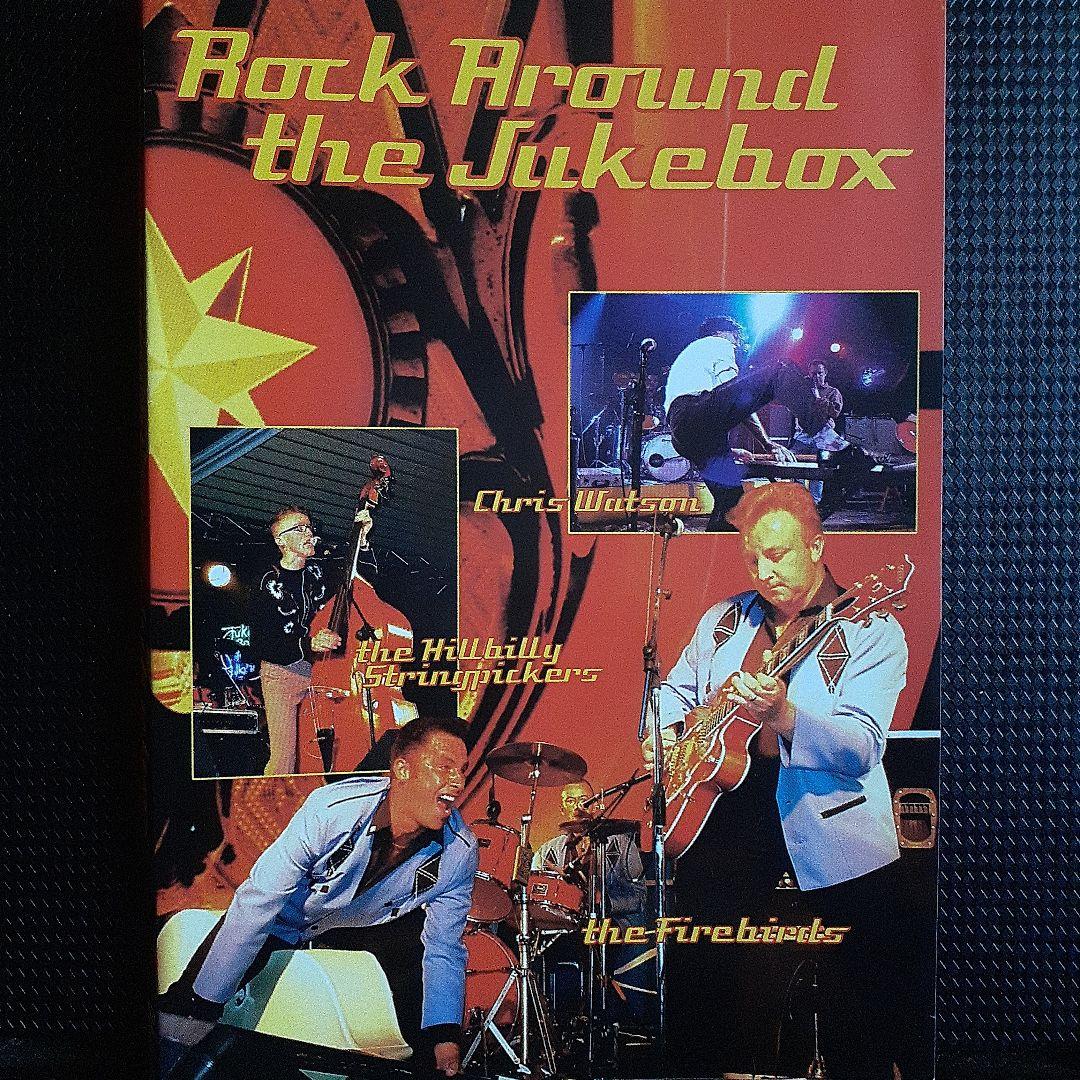 Rock Around
the Jukebox
Chris Watson
the Hillbilly
Stringpickers
the Firebirds